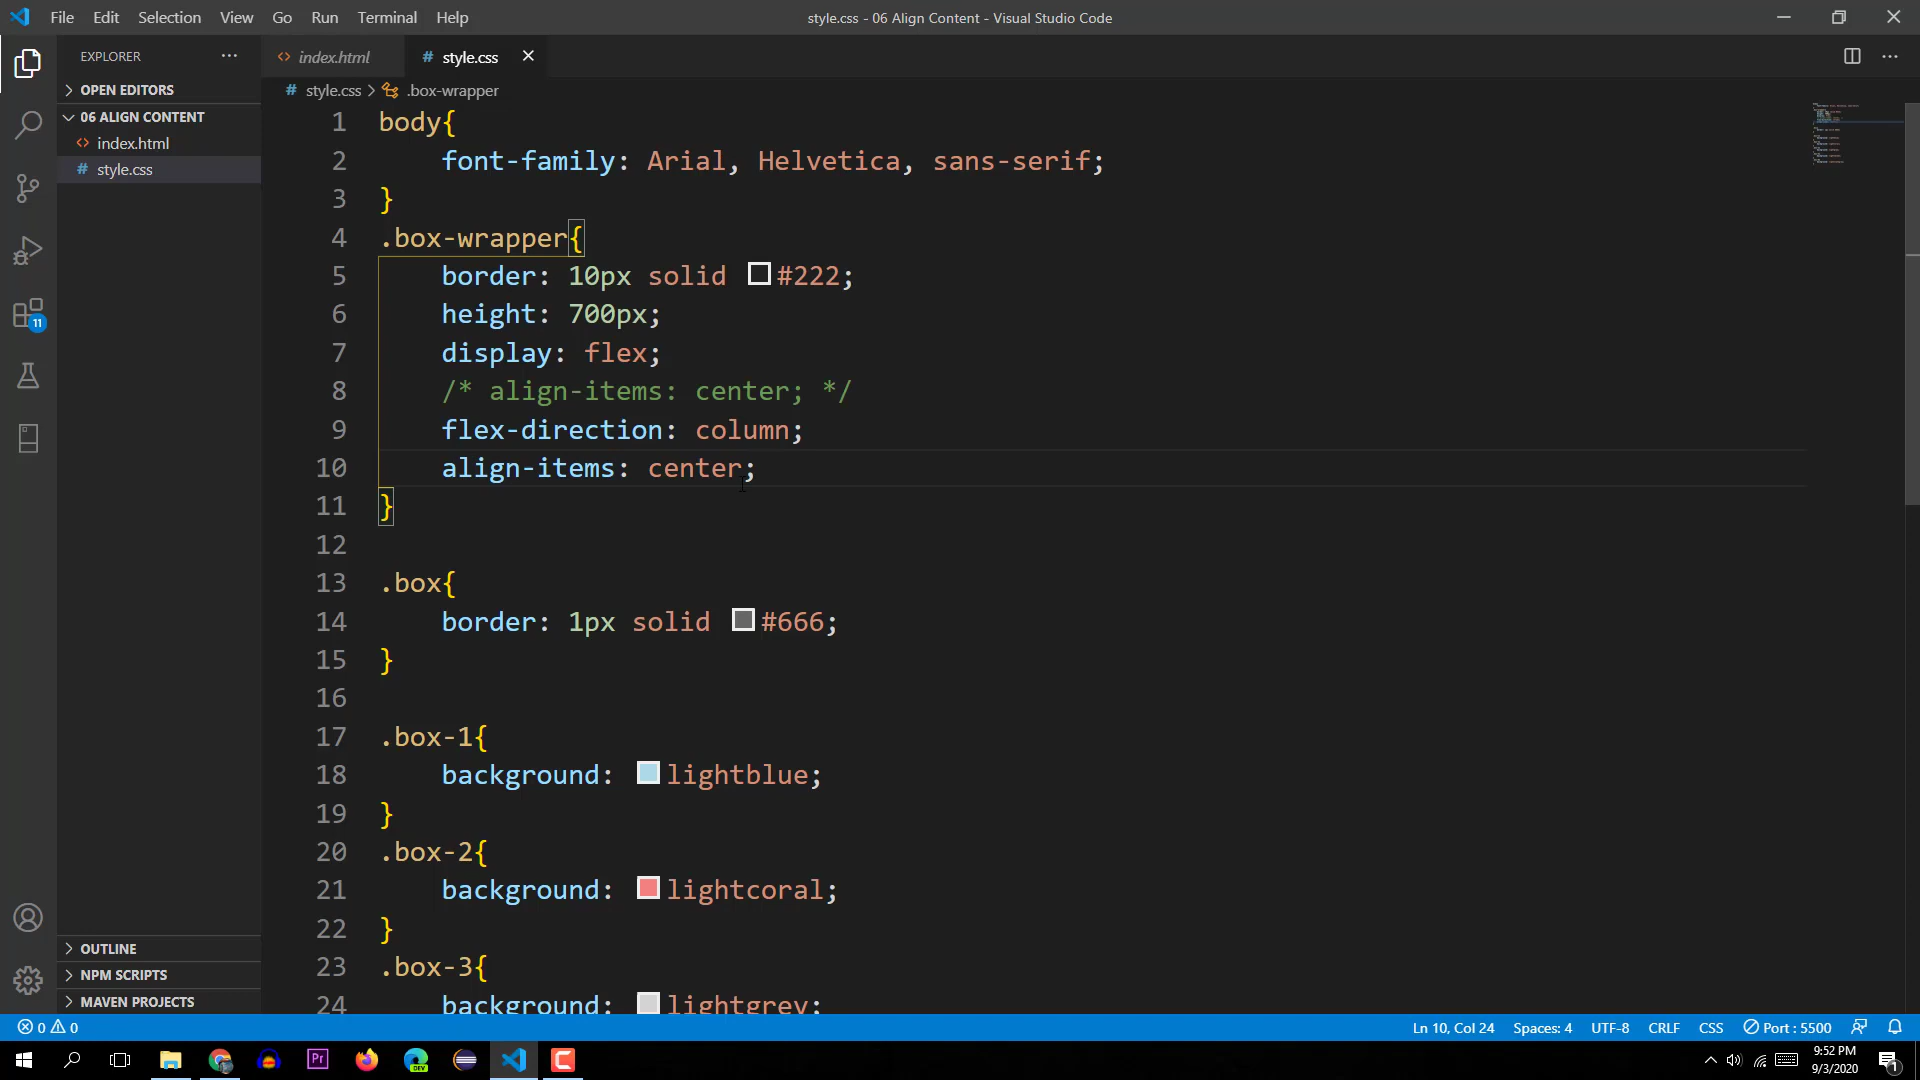 File Edit Selection View Go Run Terminal Help
style.css - 06 Align Content - Visual Studio Code
EXPLORER
OPEN EDITORS
06 ALIGN CONTENT
index.html
style.css
11
OUTLINE
NPM SCRIPTS
MAVEN PROJECTS
index.html
style.css
style.css > .box-wrapper
1 body{
2 font-family: Arial, Helvetica, sans-serif;
3 }
4 .box-wrapper{
5 border: 10px solid #222;
6 height: 700px;
7 display: flex;
8 /* align-items: center; */
9 flex-direction: column;
10 align-items: center;
11 }
12
13 .box{
14 border: 1px solid #666;
15 }
16
17 .box-1{
18 background: lightblue;
19 }
20 .box-2{
21 background: lightcoral;
22 }
23 .box-3{
24 background: lightgrey;
0 0
Ln 10, Col 24 Spaces: 4 UTF-8 CRLF CSS Port : 5500
Pr
DEV
9:52 PM
9/3/2020
1